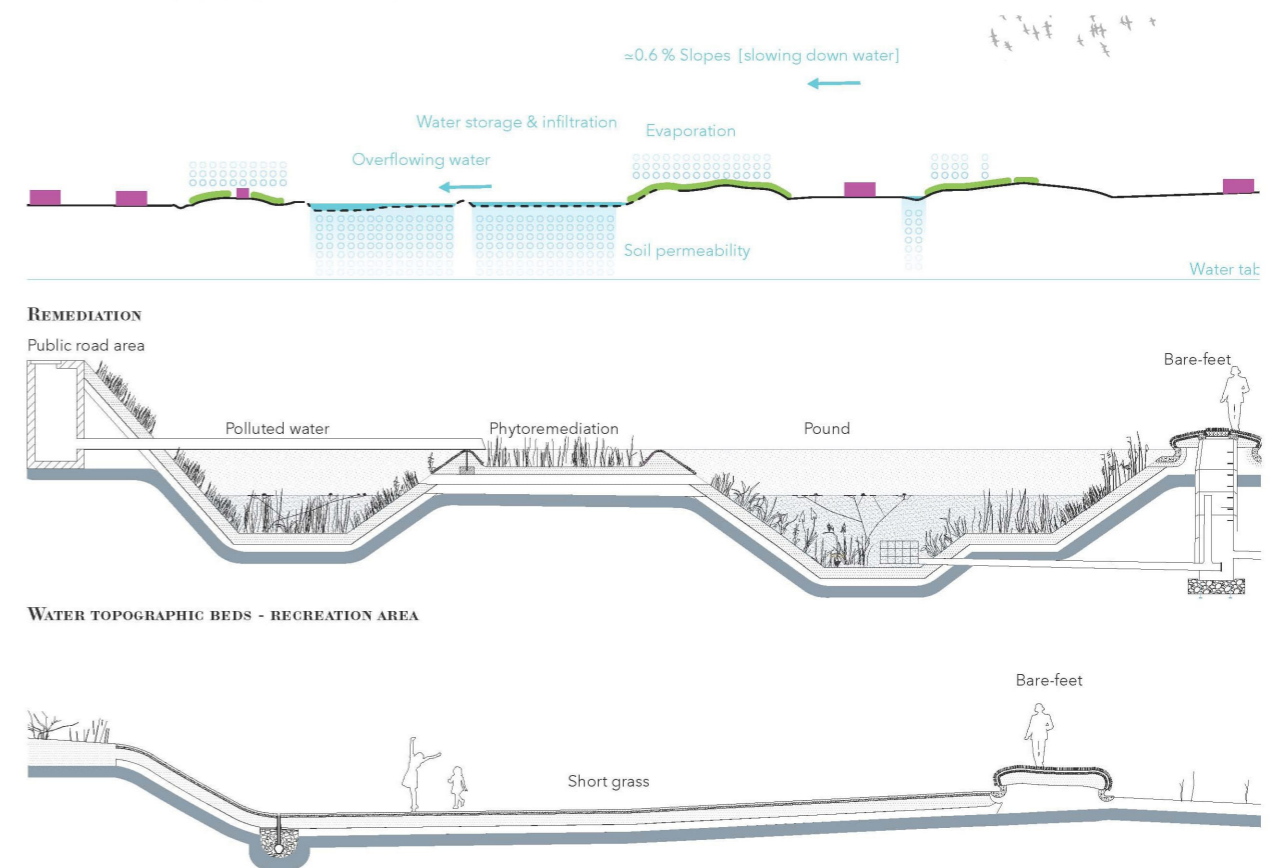 ≃0.6 % Slopes [slowing down water]
Water storage & infiltration
Evaporation
Overflowing water
Soil permeability
Water tab
REMEDIATION
Public road area
Bare-feet
Polluted water
Phytoremediation
Pound
WATER TOPOGRAPHIC BEDS - RECREATION AREA
Bare-feet
Short grass